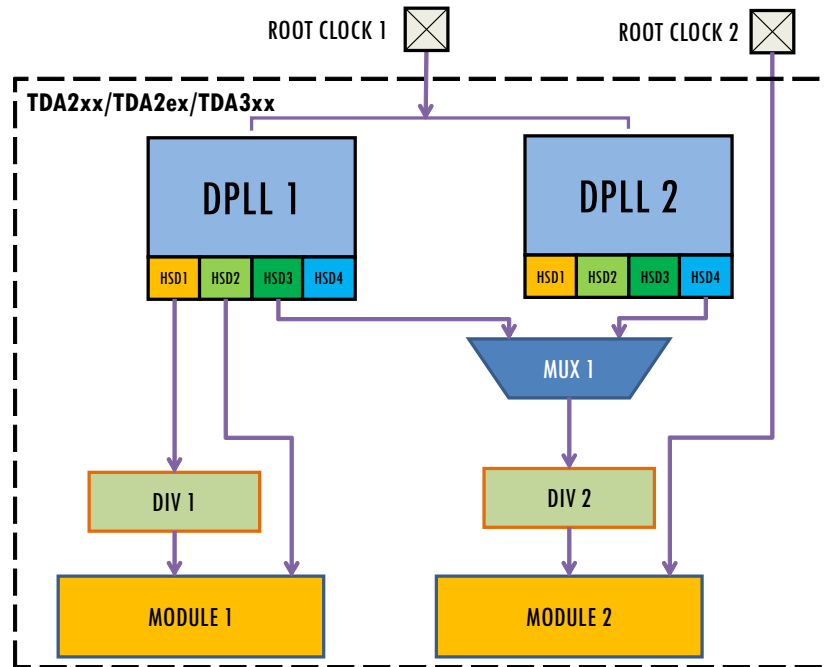 ROOT CLOCK 1
ROOT CLOCK 2
TDA2xx/TDA2ex/TDA3xx
DPLL 1
DPLL 2
HSD1 HSD2 HSD3 HSD4
HSD1 HSD2 HSD3 HSD4
MUX 1
DIV 1
DIV 2
MODULE 1
MODULE 2